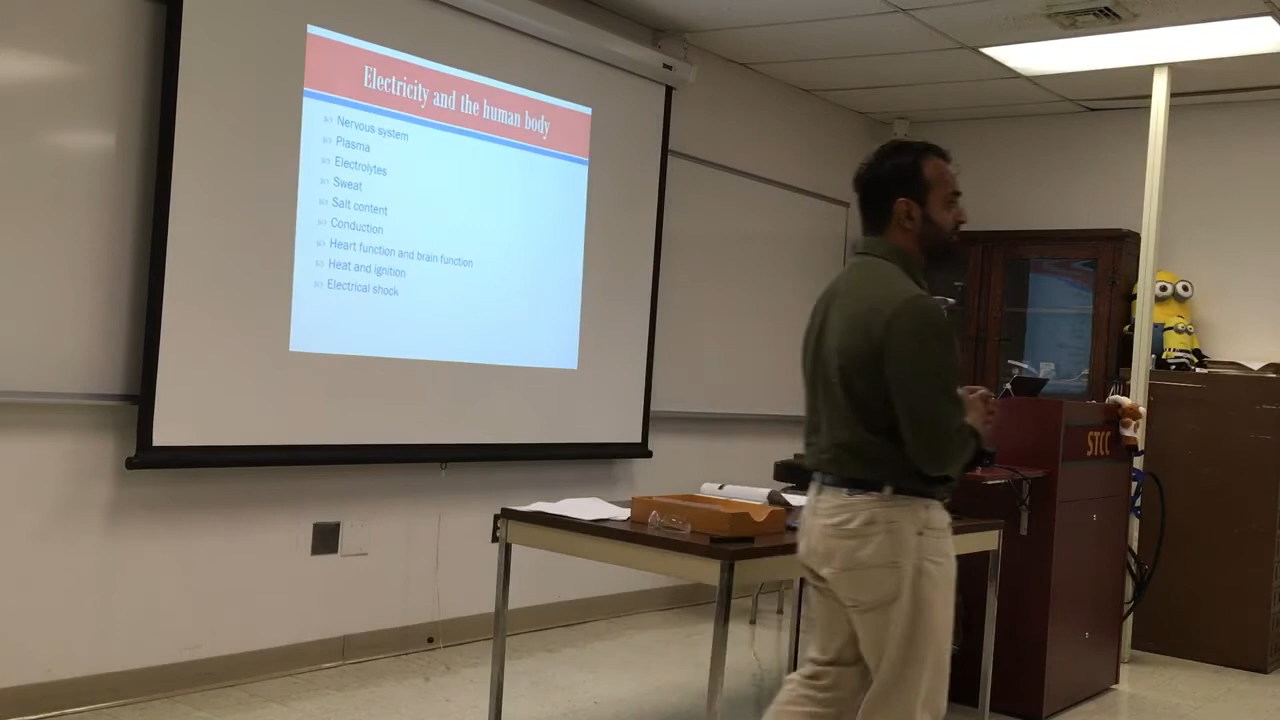 Electricity and the human body
Nervous system
Plasma
Electrolytes
Sweat
Salt content
Conduction
Heart function and brain function
Heat and ignition
Electrical shock
STCC